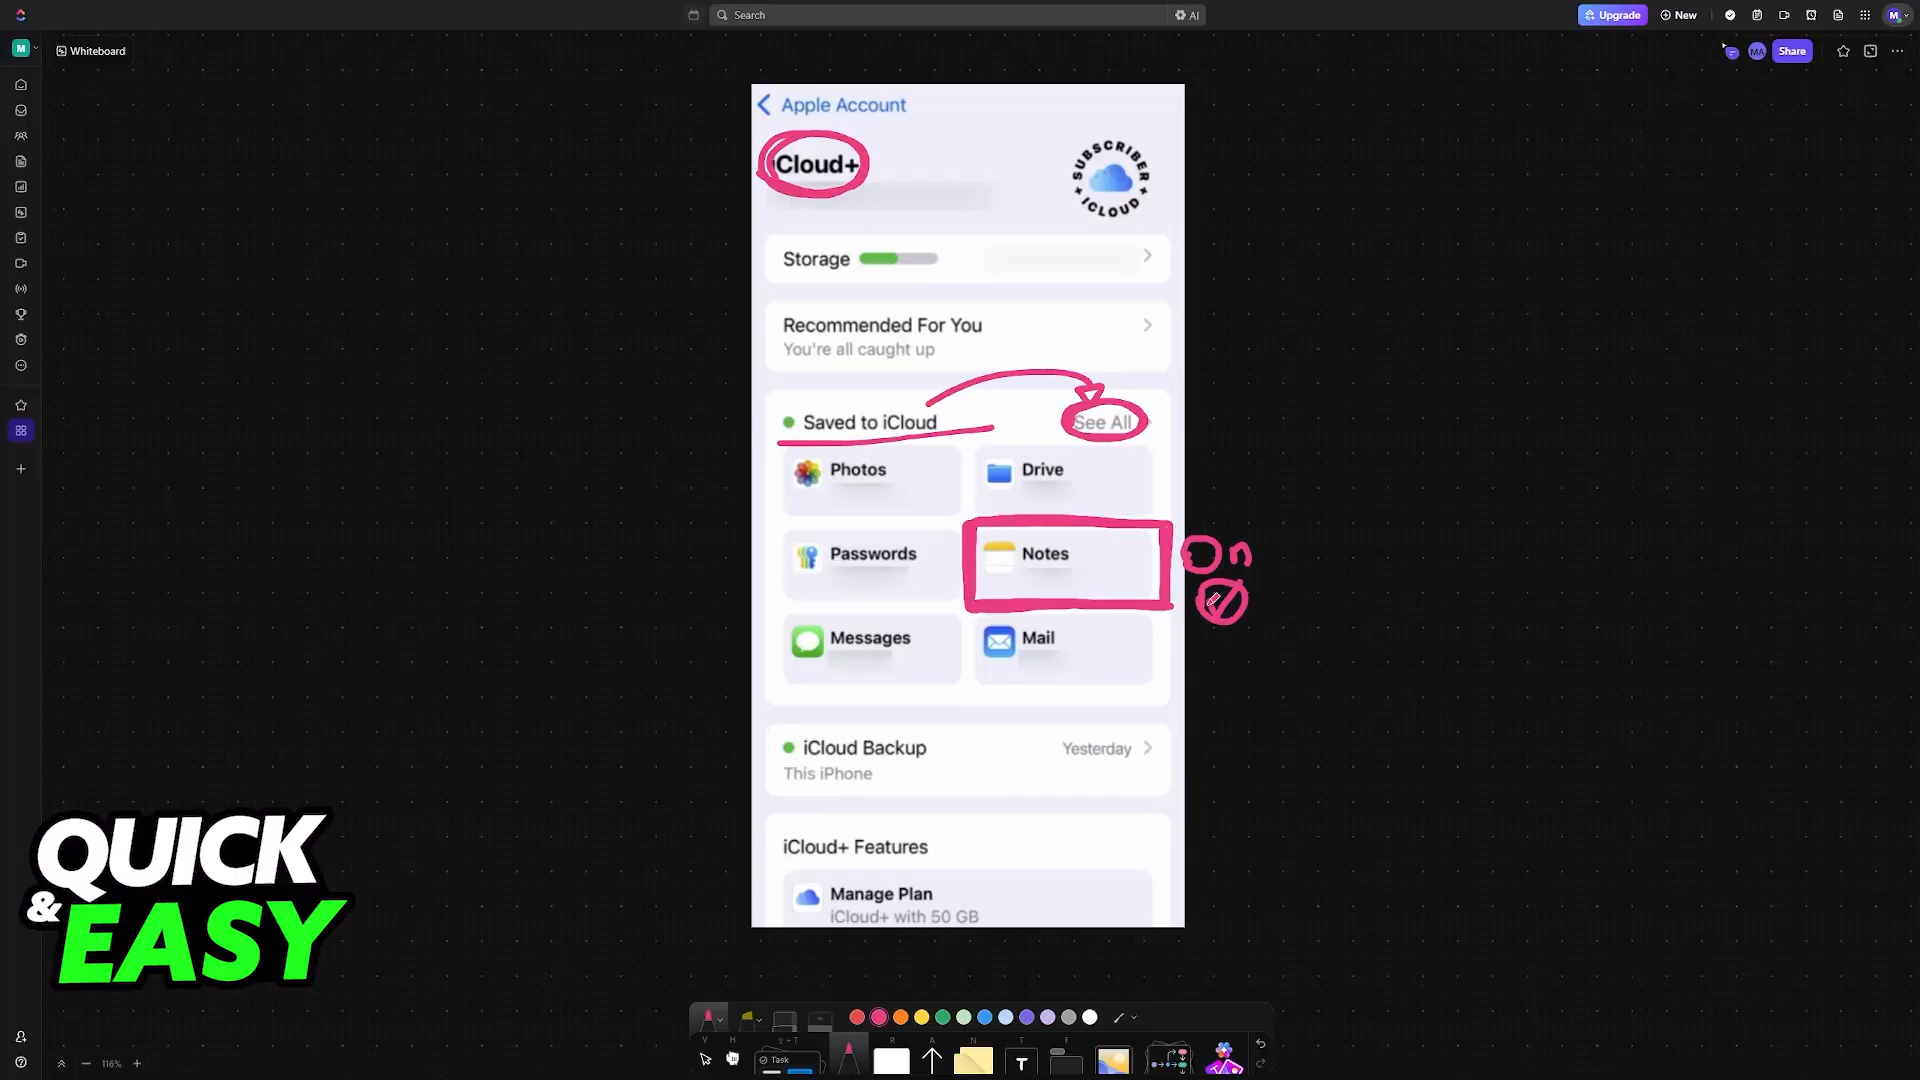 Search
AI
Upgrade
New
M
M
Whiteboard
MA
Share
Apple Account
iCloud+
SUBSCRIBER
ICLOUD
Storage
Recommended For You
You're all caught up
Saved to iCloud
See All
Photos
Drive
Passwords
Notes
On
Messages
Mail
iCloud Backup
Yesterday
This iPhone
iCloud+ Features
Manage Plan
iCloud+ with 50 GB
QUICK
&
EASY
V
H
⇧ + T
R
A
N
T
F
Task
T
116%